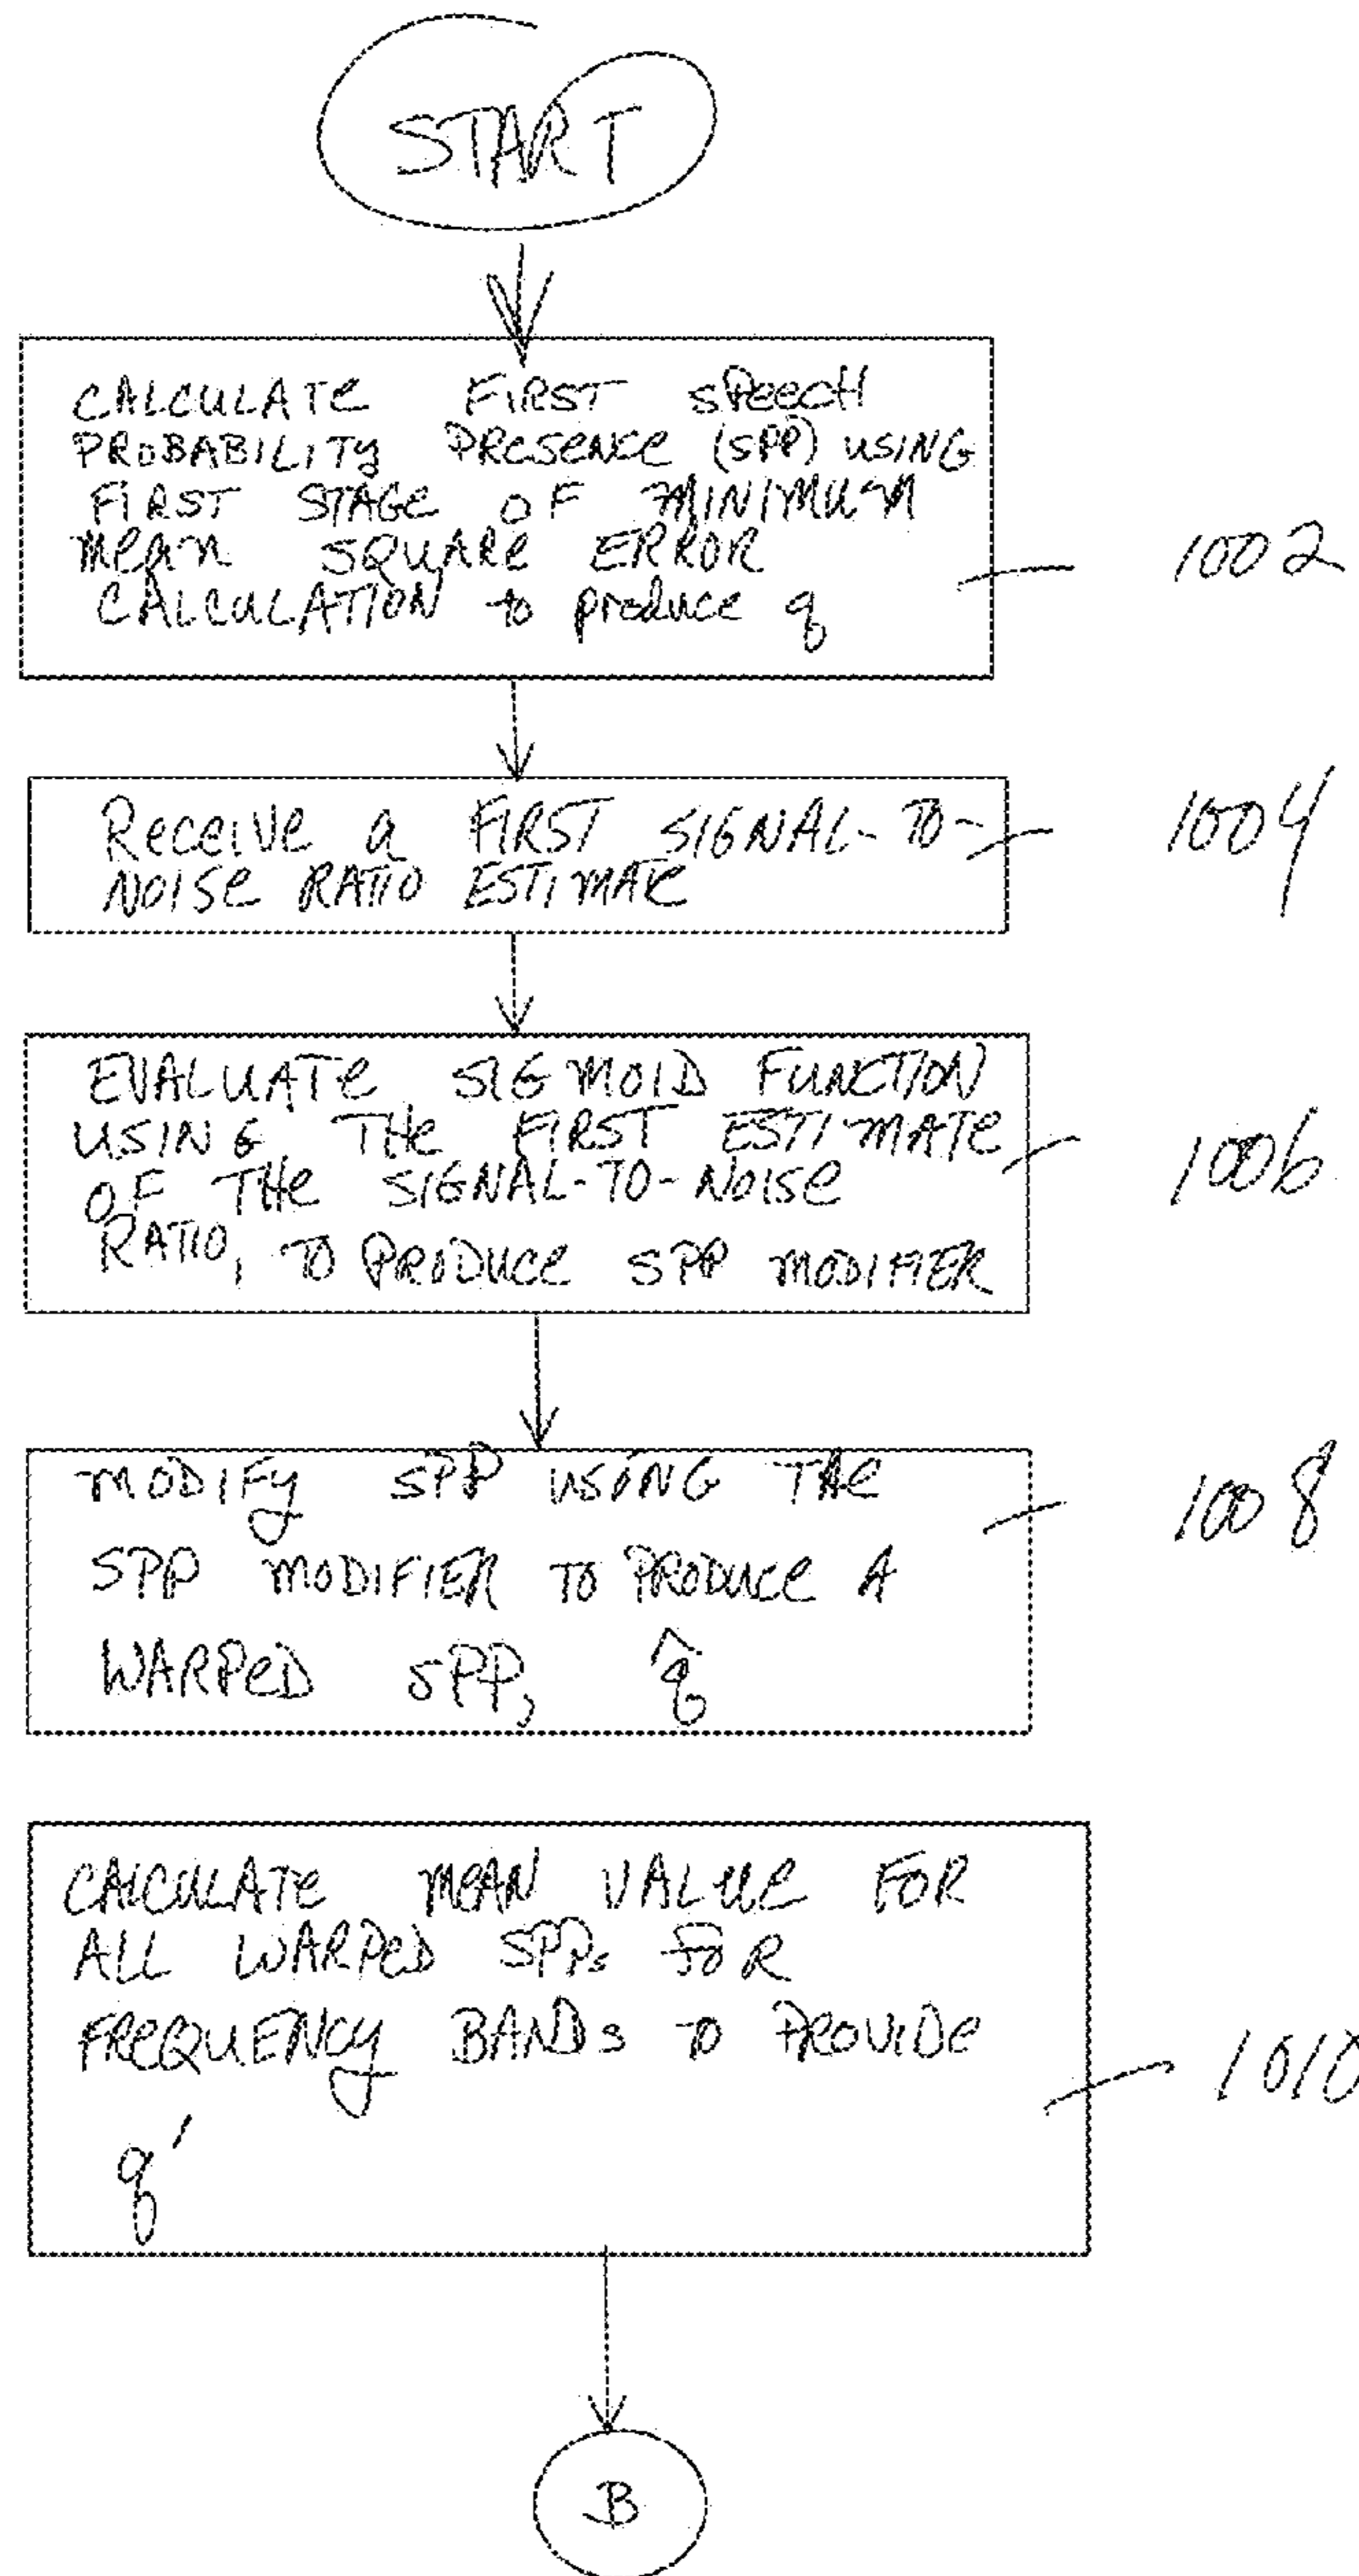 START
CALCULATE FIRST SPEECH
PROBABILITY PRESENCE (SPP) USING
FIRST STAGE OF MINIMUM
MEAN SQUARE ERROR
CALCULATION to produce q
1002
Receive a FIRST SIGNAL-TO-
NOISE RATIO ESTIMATE
1004
EVALUATE SIGMOID FUNCTION
USING THE FIRST ESTIMATE
OF THE SIGNAL-TO-NOISE
RATIO, TO PRODUCE SPP MODIFIER
1006
MODIFY SPP USING THE
SPP MODIFIER TO PRODUCE A
WARPED SPP, q̂
1008
CALCULATE MEAN VALUE FOR
ALL WARPED SPPs FOR
FREQUENCY BANDS TO PROVIDE
q'
1010
B